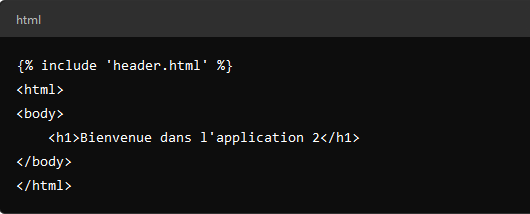 html
{% include 'header.html' %}
<html>
<body>
    <h1>Bienvenue dans l'application 2</h1>
</body>
</html>